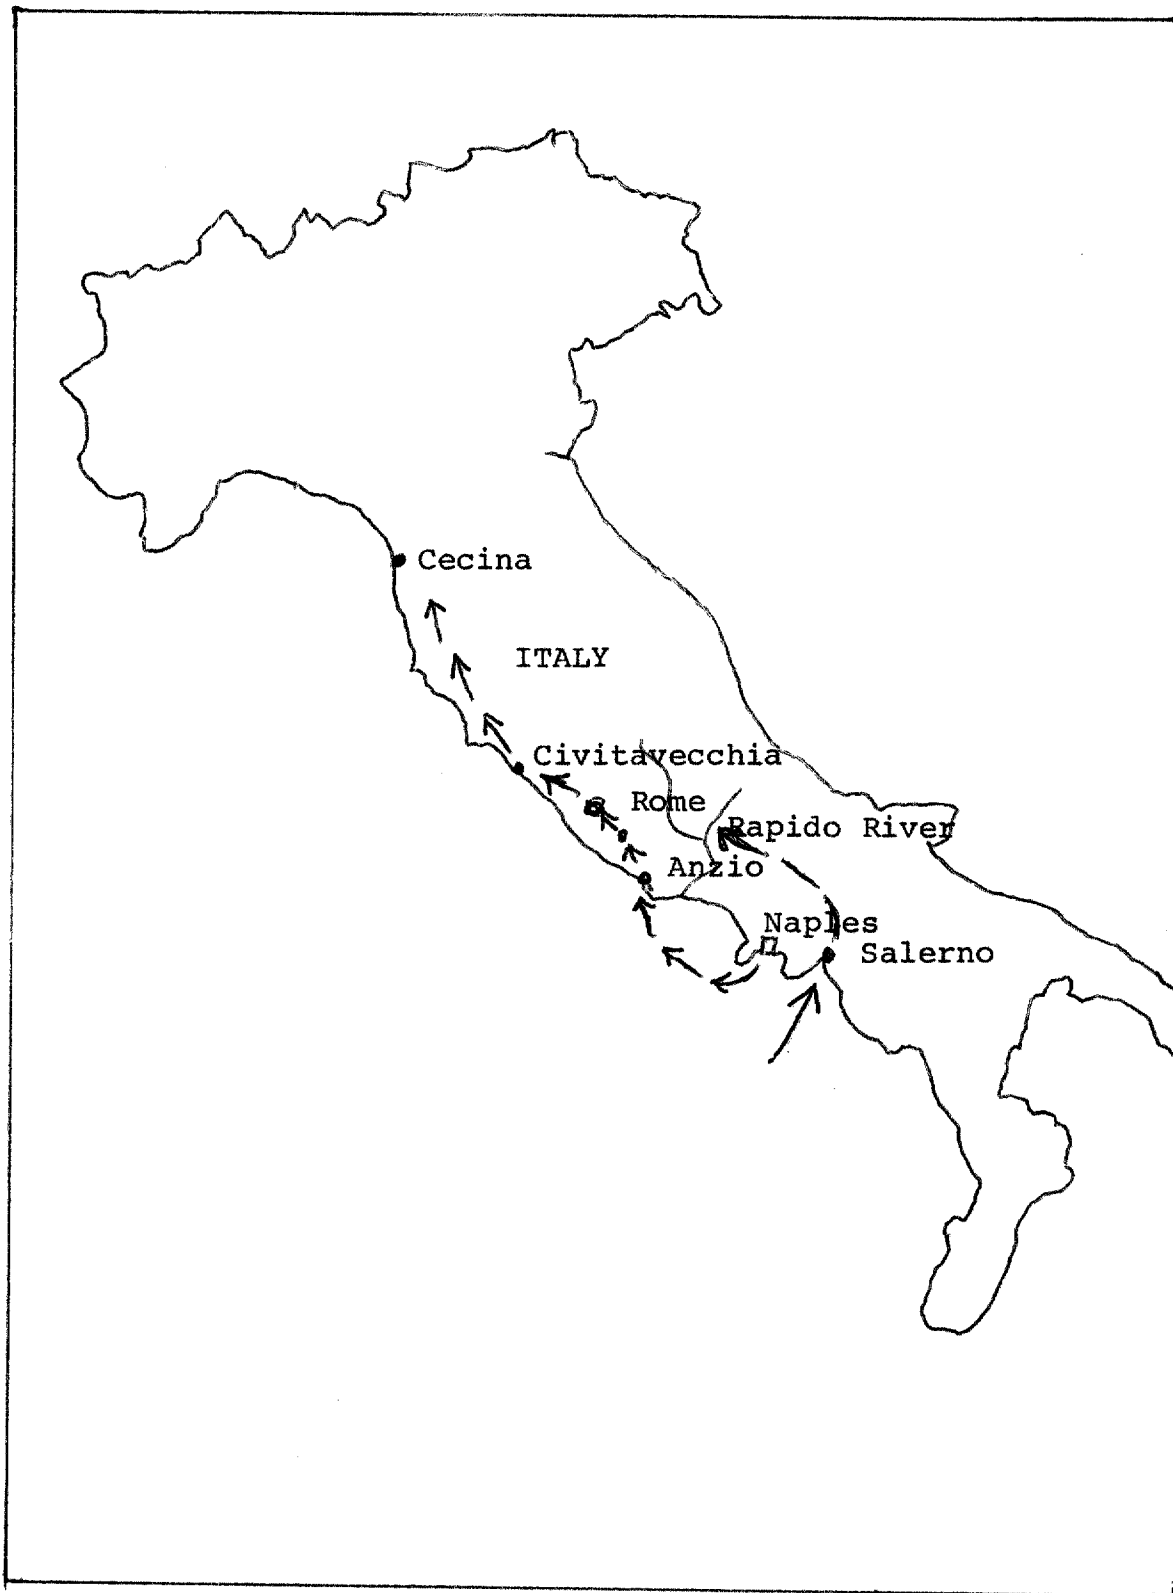 Cecina
ITALY
Civitavecchia
Rome
Rapido River
Anzio
Naples
Salerno